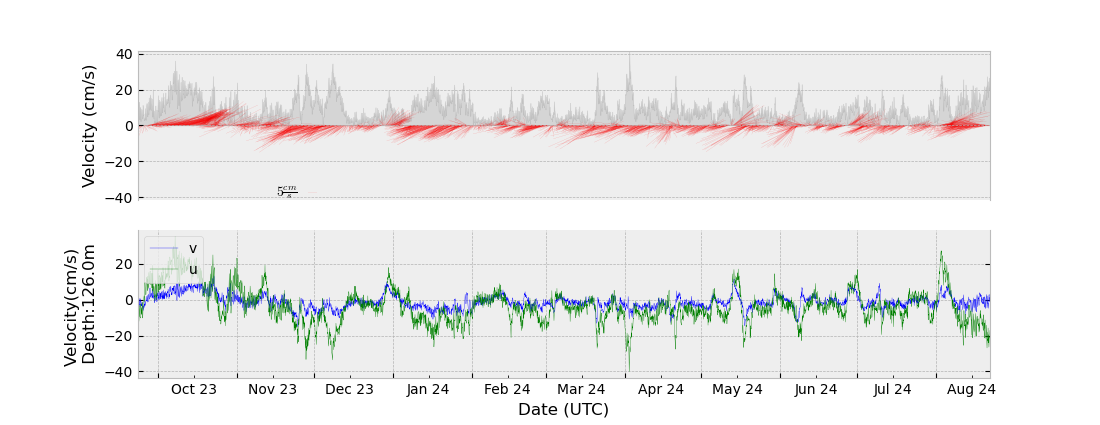 40
20
0
−20
−40
Velocity (cm/s)
5 cm/s
20
0
−20
−40
Velocity(cm/s)
Depth:126.0m
v
u
Oct 23 Nov 23 Dec 23 Jan 24 Feb 24 Mar 24 Apr 24 May 24 Jun 24 Jul 24 Aug 24
Date (UTC)